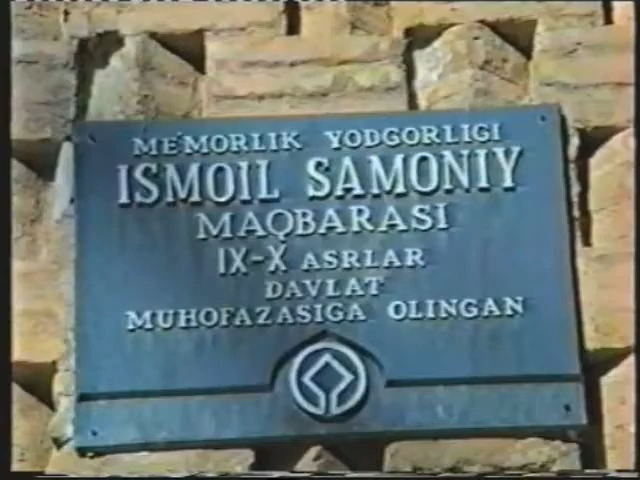 ME'MORLIK YODGORLIGI
ISMOIL SAMONIY
MAQBARASI
IX-X ASRLAR
DAVLAT
MUHOFAZASIGA OLINGAN